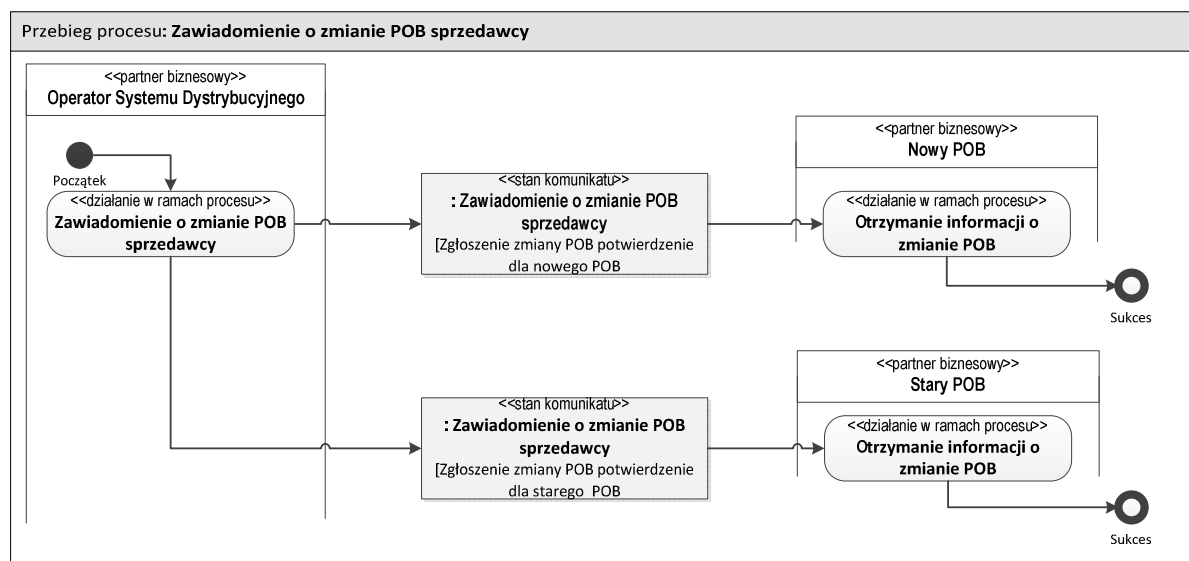 Przebieg procesu: Zawiadomienie o zmianie POB sprzedawcy
<<partner biznesowy>>
Operator Systemu Dystrybucyjnego
Początek
<<działanie w ramach procesu>>
Zawiadomienie o zmianie POB
sprzedawcy
<<stan komunikatu>>
: Zawiadomienie o zmianie POB
sprzedawcy
[Zgłoszenie zmiany POB potwierdzenie
dla nowego POB
<<partner biznesowy>>
Nowy POB
<<działanie w ramach procesu>>
Otrzymanie informacji o
zmianie POB
Sukces
<<stan komunikatu>>
: Zawiadomienie o zmianie POB
sprzedawcy
[Zgłoszenie zmiany POB potwierdzenie
dla starego POB
<<partner biznesowy>>
Stary POB
<<działanie w ramach procesu>>
Otrzymanie informacji o
zmianie POB
Sukces